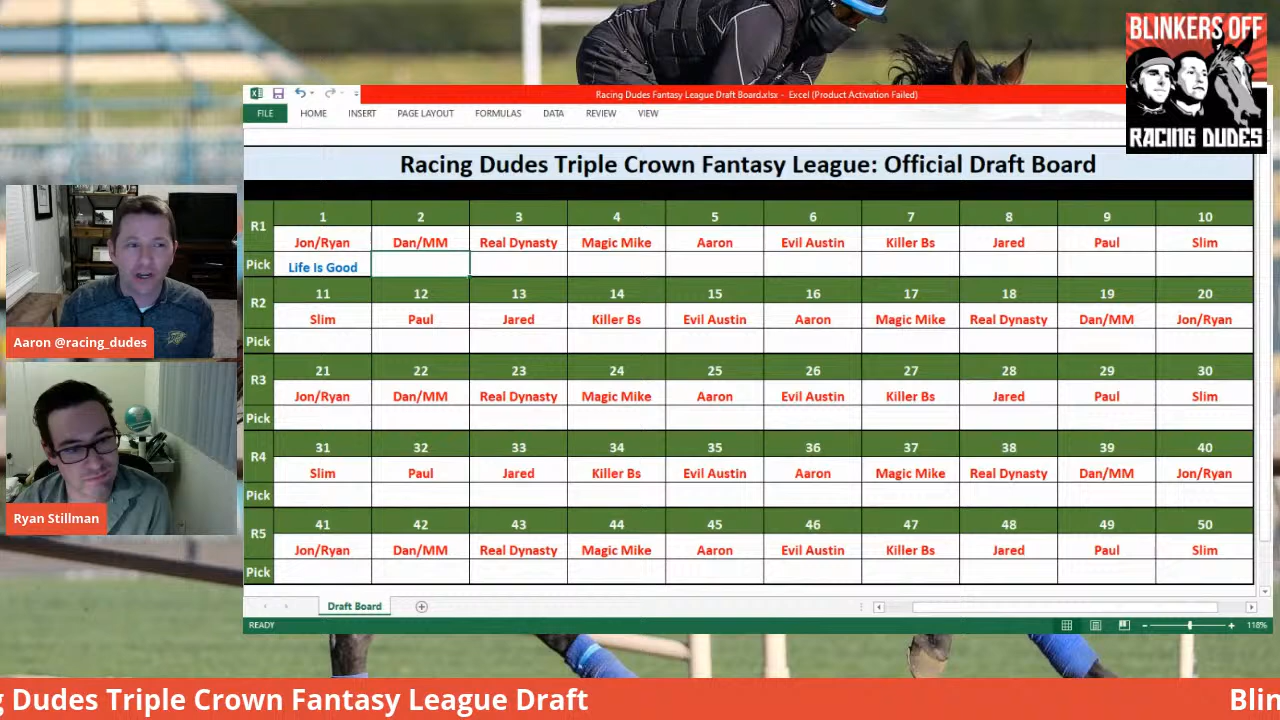 BLINKERS OFF
RACING DUDES
Racing Dudes Fantasy League Draft Board.xlsx - Excel (Product Activation Failed)
FILE HOME INSERT PAGE LAYOUT FORMULAS DATA REVIEW VIEW
Racing Dudes Triple Crown Fantasy League: Official Draft Board
R1 1 2 3 4 5 6 7 8 9 10
Jon/Ryan Dan/MM Real Dynasty Magic Mike Aaron Evil Austin Killer Bs Jared Paul Slim
Pick Life Is Good
R2 11 12 13 14 15 16 17 18 19 20
Slim Paul Jared Killer Bs Evil Austin Aaron Magic Mike Real Dynasty Dan/MM Jon/Ryan
Pick
R3 21 22 23 24 25 26 27 28 29 30
Jon/Ryan Dan/MM Real Dynasty Magic Mike Aaron Evil Austin Killer Bs Jared Paul Slim
Pick
R4 31 32 33 34 35 36 37 38 39 40
Slim Paul Jared Killer Bs Evil Austin Aaron Magic Mike Real Dynasty Dan/MM Jon/Ryan
Pick
R5 41 42 43 44 45 46 47 48 49 50
Jon/Ryan Dan/MM Real Dynasty Magic Mike Aaron Evil Austin Killer Bs Jared Paul Slim
Pick
Draft Board
READY 118%
Aaron @racing_dudes
Ryan Stillman
g Dudes Triple Crown Fantasy League Draft
Blin